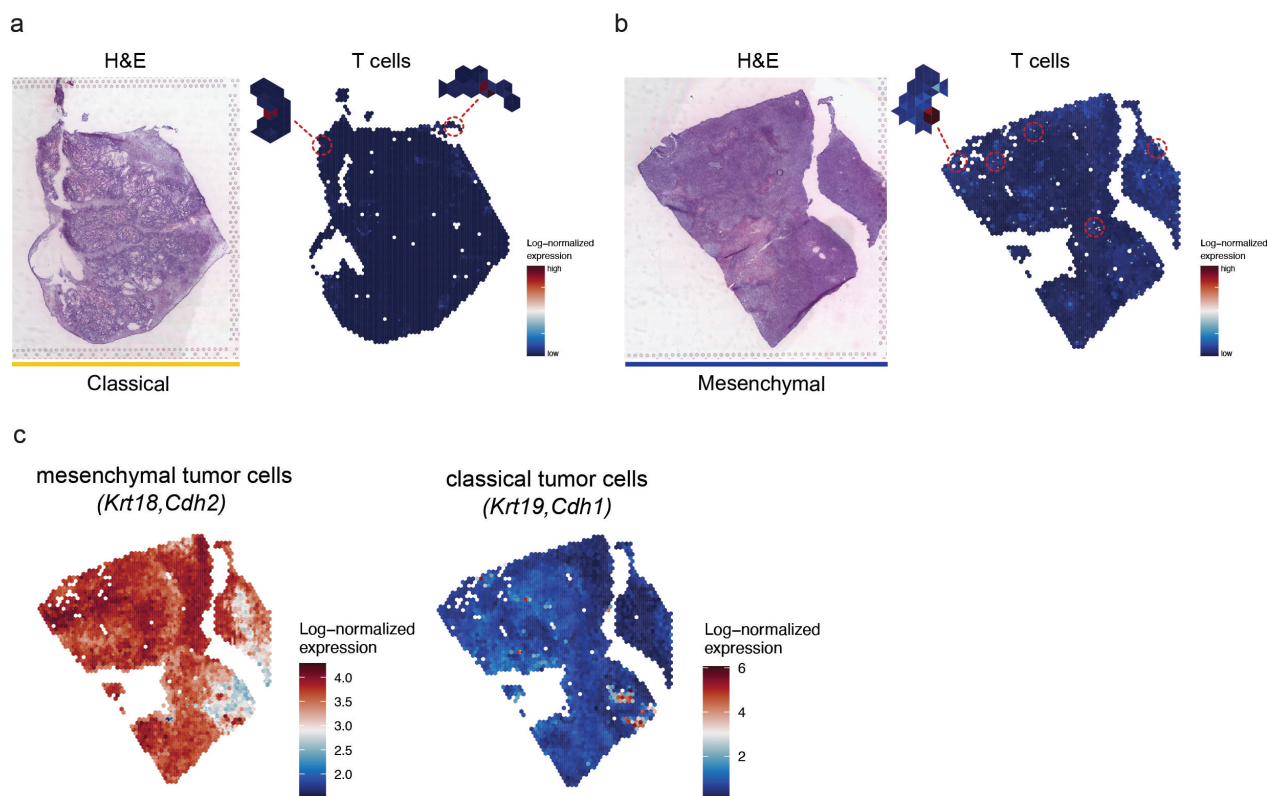 a
H&E
T cells
Log-normalized
expression
high
low
Classical
b
H&E
T cells
Log-normalized
expression
high
low
Mesenchymal
c
mesenchymal tumor cells
(Krt18,Cdh2)
Log-normalized
expression
4.0
3.5
3.0
2.5
2.0
classical tumor cells
(Krt19,Cdh1)
Log-normalized
expression
6
4
2